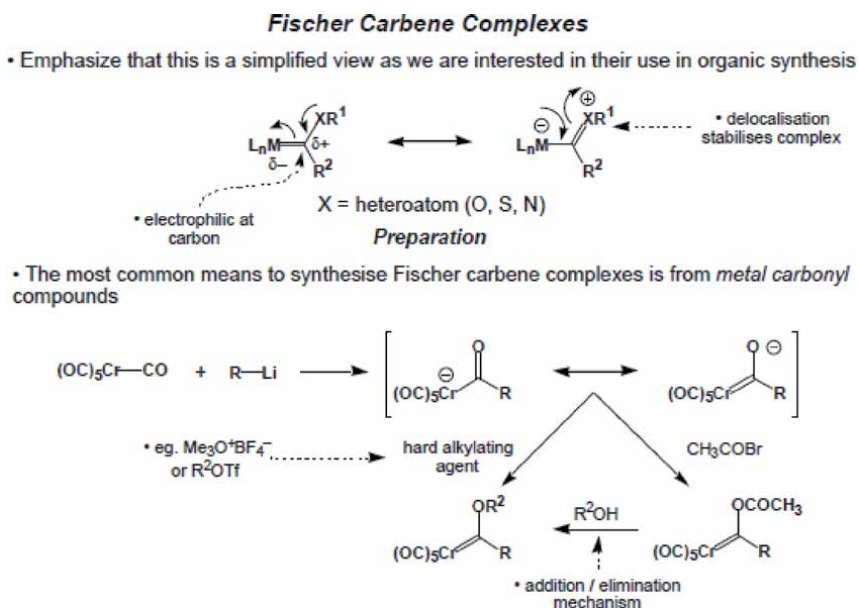 Fischer Carbene Complexes
• Emphasize that this is a simplified view as we are interested in their use in organic synthesis
LnM XR¹ δ+ δ– R²
⊖ ⊕ LnM XR¹ R²
• delocalisation
stabilises complex
X = heteroatom (O, S, N)
• electrophilic at
carbon
Preparation
• The most common means to synthesise Fischer carbene complexes is from metal carbonyl
compounds
(OC)₅Cr—CO + R—Li
O ⊖ (OC)₅Cr R
O ⊖ (OC)₅Cr R
• eg. Me₃O⁺BF₄⁻
or R²OTf
hard alkylating
agent
CH₃COBr
OR² (OC)₅Cr R
R²OH
OCOCH₃ (OC)₅Cr R
• addition / elimination
mechanism